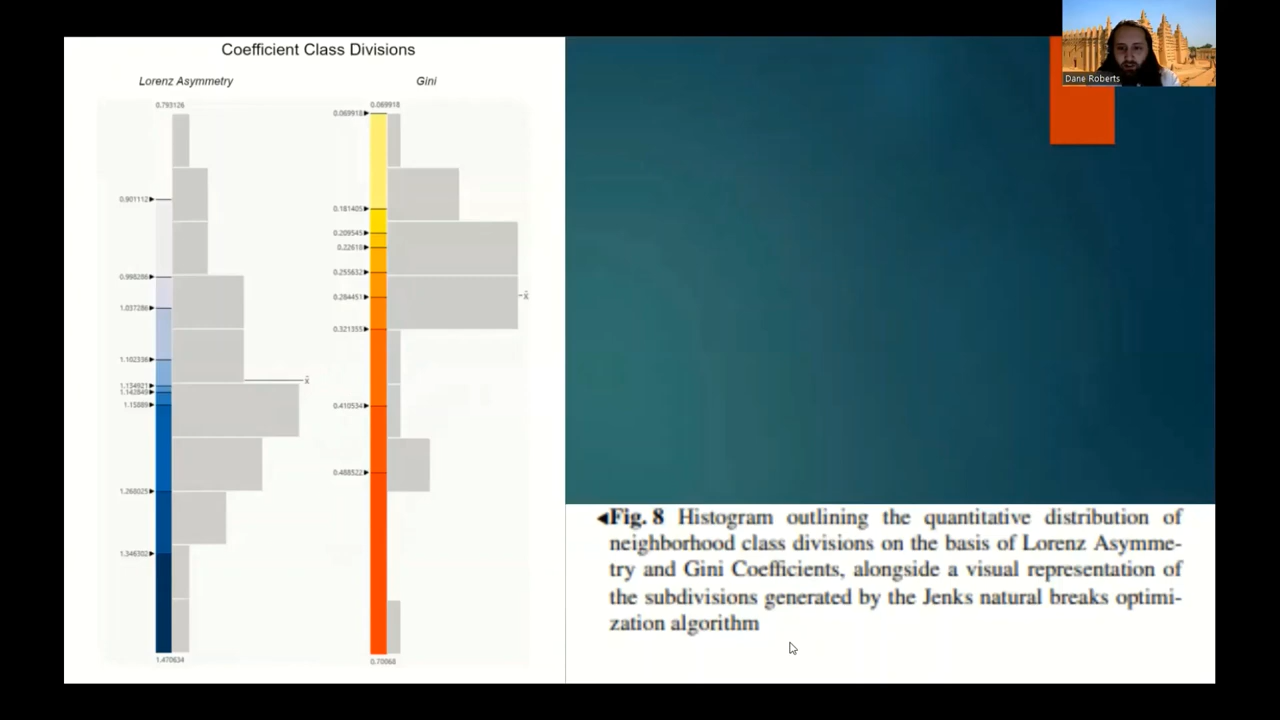 Coefficient Class Divisions
Lorenz Asymmetry
Gini
0.793126
0.901112
0.998286
1.037286
1.102336
1.134921
1.142849
1.15889
1.268025
1.346302
x̄
1.470634
0.069918
0.069918
0.181405
0.209545
0.22618
0.255632
0.284451
0.321355
0.410534
0.488522
x̄
0.70068
Dane Roberts
◄Fig. 8 Histogram outlining the quantitative distribution of
neighborhood class divisions on the basis of Lorenz Asymme-
try and Gini Coefficients, alongside a visual representation of
the subdivisions generated by the Jenks natural breaks optimi-
zation algorithm